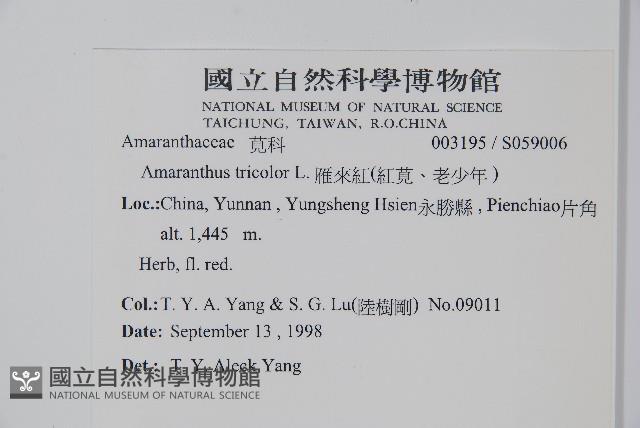 國立自然科學博物館
NATIONAL MUSEUM OF NATURAL SCIENCE
TAICHUNG, TAIWAN, R.O.CHINA
Amaranthaceae 莧科 003195 / S059006
Amaranthus tricolor L. 雁來紅(紅莧、老少年)
Loc.:China, Yunnan , Yungsheng Hsien永勝縣 , Pienchiao片角
alt. 1,445 m.
Herb, fl. red.
Col.:T. Y. A. Yang & S. G. Lu(陸樹剛) No.09011
Date: September 13 , 1998
Det.: T. Y. Aleck Yang
國立自然科學博物館
NATIONAL MUSEUM OF NATURAL SCIENCE